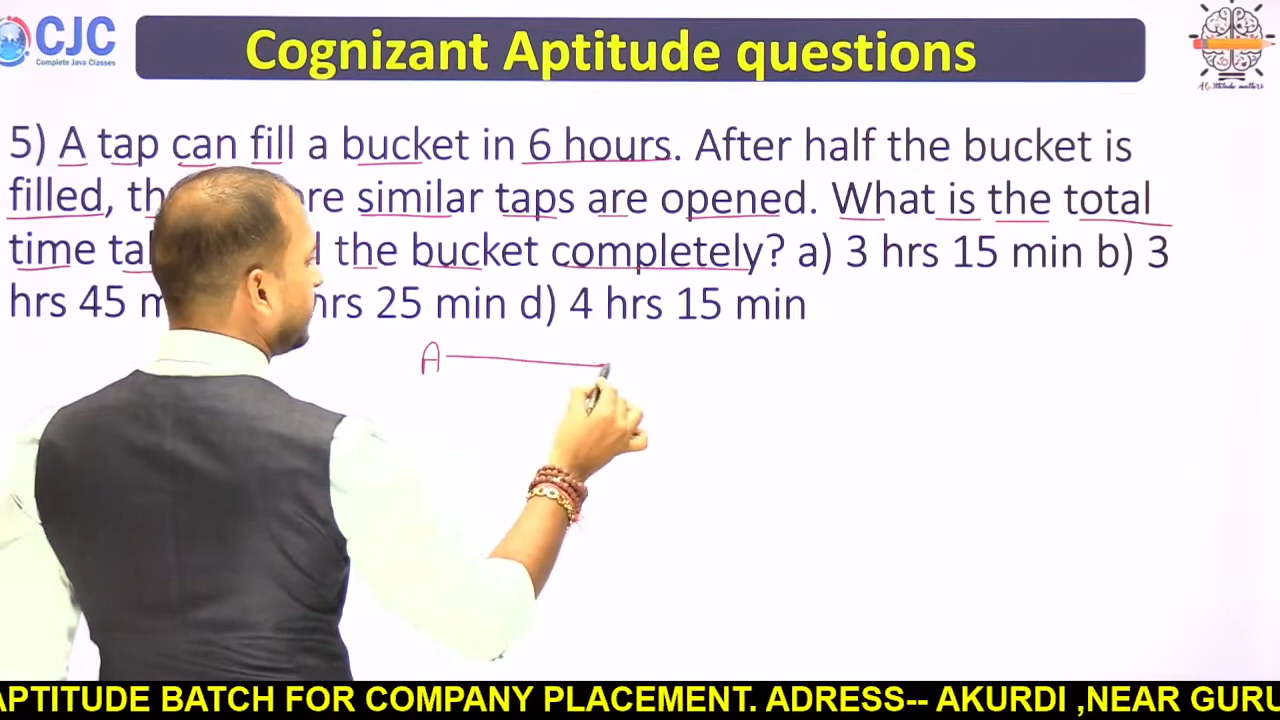 CJC
Complete Java Classes
Cognizant Aptitude questions
5) A tap can fill a bucket in 6 hours. After half the bucket is
filled, re similar taps are opened. What is the total
time the bucket completely? a) 3 hrs 15 min b) 3
hrs 45 hrs 25 min d) 4 hrs 15 min
A
APTITUDE BATCH FOR COMPANY PLACEMENT. ADRESS-- AKURDI ,NEAR GURU